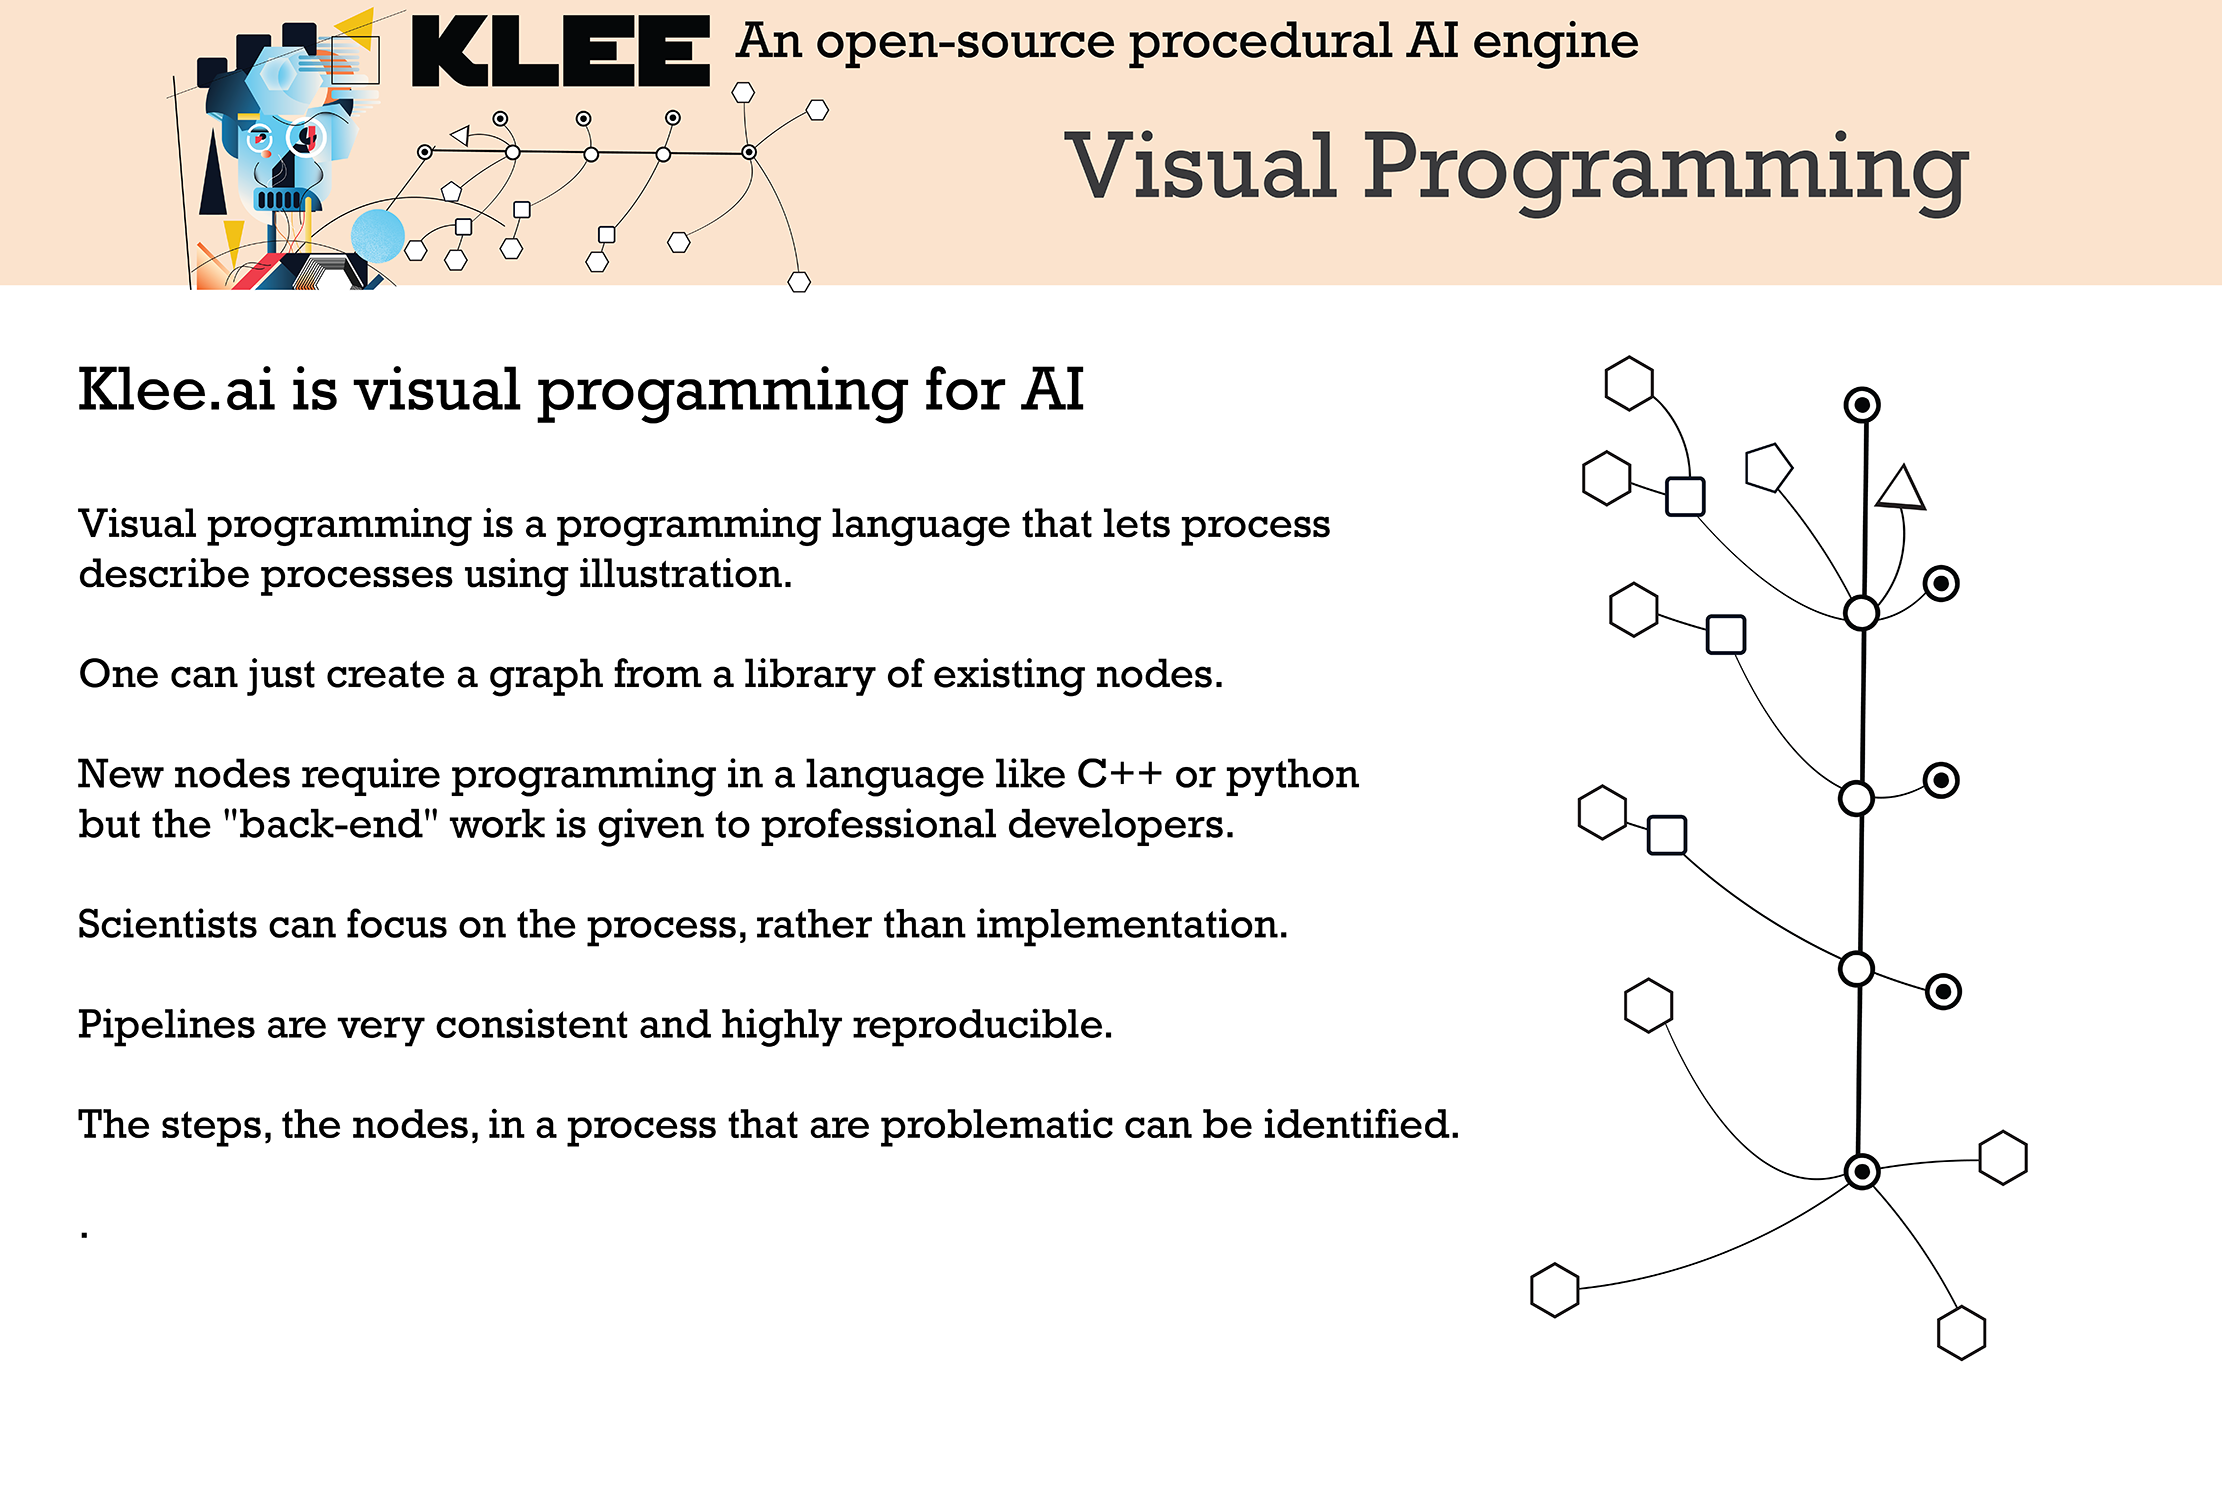 KLEE An open-source procedural AI engine
Visual Programming
Klee.ai is visual progamming for AI
Visual programming is a programming language that lets process
describe processes using illustration.
One can just create a graph from a library of existing nodes.
New nodes require programming in a language like C++ or python
but the "back-end" work is given to professional developers.
Scientists can focus on the process, rather than implementation.
Pipelines are very consistent and highly reproducible.
The steps, the nodes, in a process that are problematic can be identified.
.